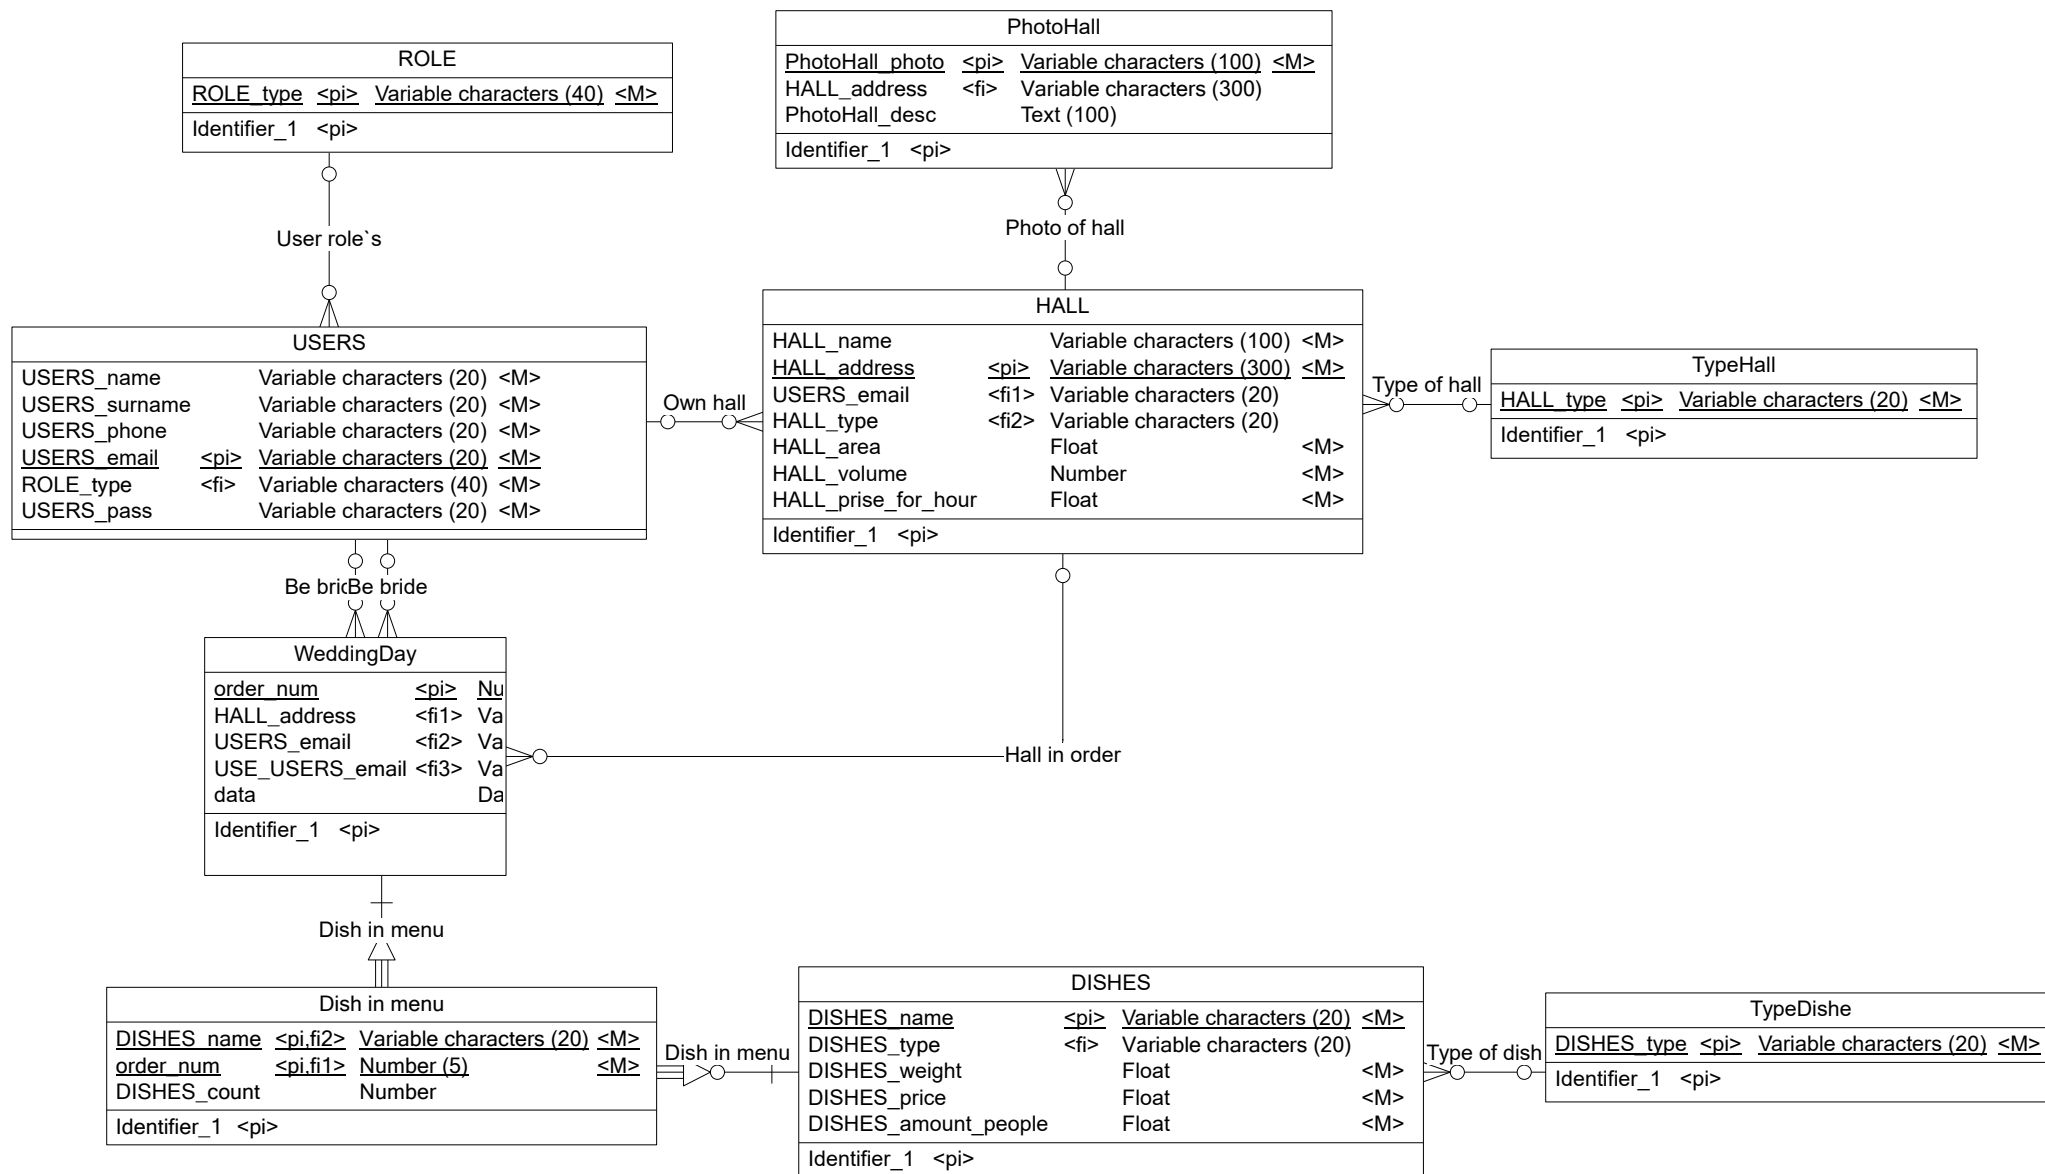 ROLE
ROLE_type <pi> Variable characters (40) <M>
Identifier_1 <pi>
PhotoHall
PhotoHall_photo <pi> Variable characters (100) <M>
HALL_address <fi> Variable characters (300)
PhotoHall_desc Text (100)
Identifier_1 <pi>
User role`s
Photo of hall
USERS
USERS_name Variable characters (20) <M>
USERS_surname Variable characters (20) <M>
USERS_phone Variable characters (20) <M>
USERS_email <pi> Variable characters (20) <M>
ROLE_type <fi> Variable characters (40) <M>
USERS_pass Variable characters (20) <M>
Own hall
HALL
HALL_name Variable characters (100) <M>
HALL_address <pi> Variable characters (300) <M>
USERS_email <fi1> Variable characters (20)
HALL_type <fi2> Variable characters (20)
HALL_area Float <M>
HALL_volume Number <M>
HALL_prise_for_hour Float <M>
Identifier_1 <pi>
Type of hall
TypeHall
HALL_type <pi> Variable characters (20) <M>
Identifier_1 <pi>
Be bric
Be bride
WeddingDay
order_num <pi> Nu
HALL_address <fi1> Va
USERS_email <fi2> Va
USE_USERS_email <fi3> Va
data Da
Identifier_1 <pi>
Hall in order
Dish in menu
Dish in menu
DISHES_name <pi,fi2> Variable characters (20) <M>
order_num <pi,fi1> Number (5) <M>
DISHES_count Number
Identifier_1 <pi>
Dish in menu
DISHES
DISHES_name <pi> Variable characters (20) <M>
DISHES_type <fi> Variable characters (20)
DISHES_weight Float <M>
DISHES_price Float <M>
DISHES_amount_people Float <M>
Identifier_1 <pi>
Type of dish
TypeDishe
DISHES_type <pi> Variable characters (20) <M>
Identifier_1 <pi>